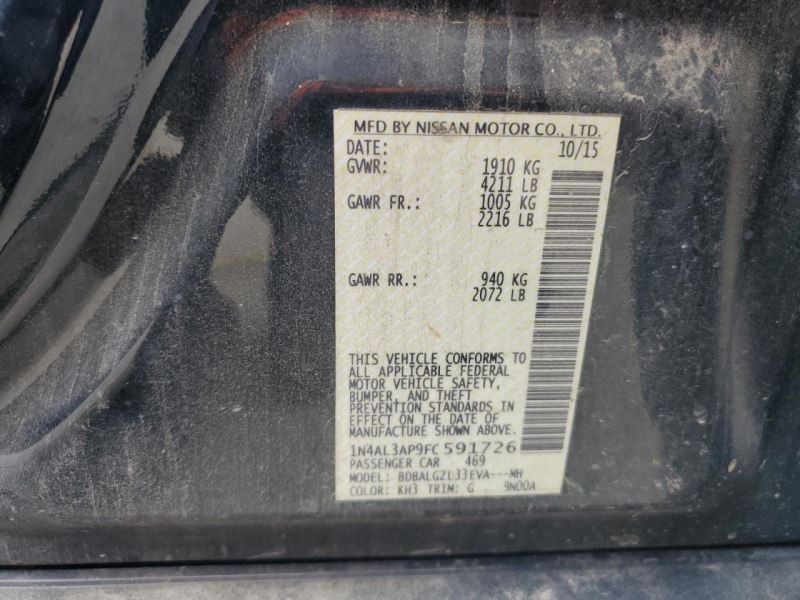 MFD BY NISSAN MOTOR CO., LTD.
DATE: 10/15
GVWR: 1910 KG
4211 LB
GAWR FR.: 1005 KG
2216 LB
GAWR RR.: 940 KG
2072 LB
THIS VEHICLE CONFORMS TO
ALL APPLICABLE FEDERAL
MOTOR VEHICLE SAFETY,
BUMPER, AND THEFT
PREVENTION STANDARDS IN
EFFECT ON THE DATE OF
MANUFACTURE SHOWN ABOVE.
1N4AL3AP9FC591726
PASSENGER CAR 469
MODEL: BDBALGZL33EVA---MH
COLOR: KH3 TRIM: G 9N00A